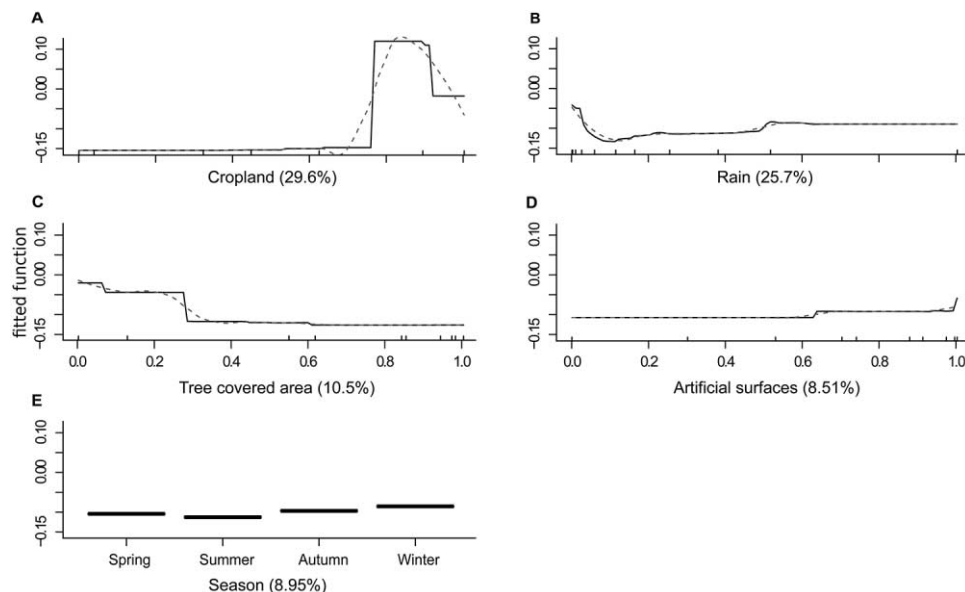 A
0.10
0.00
-0.15
Cropland (29.6%)
B
0.10
0.00
-0.15
Rain (25.7%)
C
0.10
0.00
-0.15
0.0 0.2 0.4 0.6 0.8 1.0
Tree covered area (10.5%)
fitted function
D
0.10
0.00
-0.15
0.0 0.2 0.4 0.6 0.8 1.0
Artificial surfaces (8.51%)
E
0.10
0.00
-0.15
Spring Summer Autumn Winter
Season (8.95%)